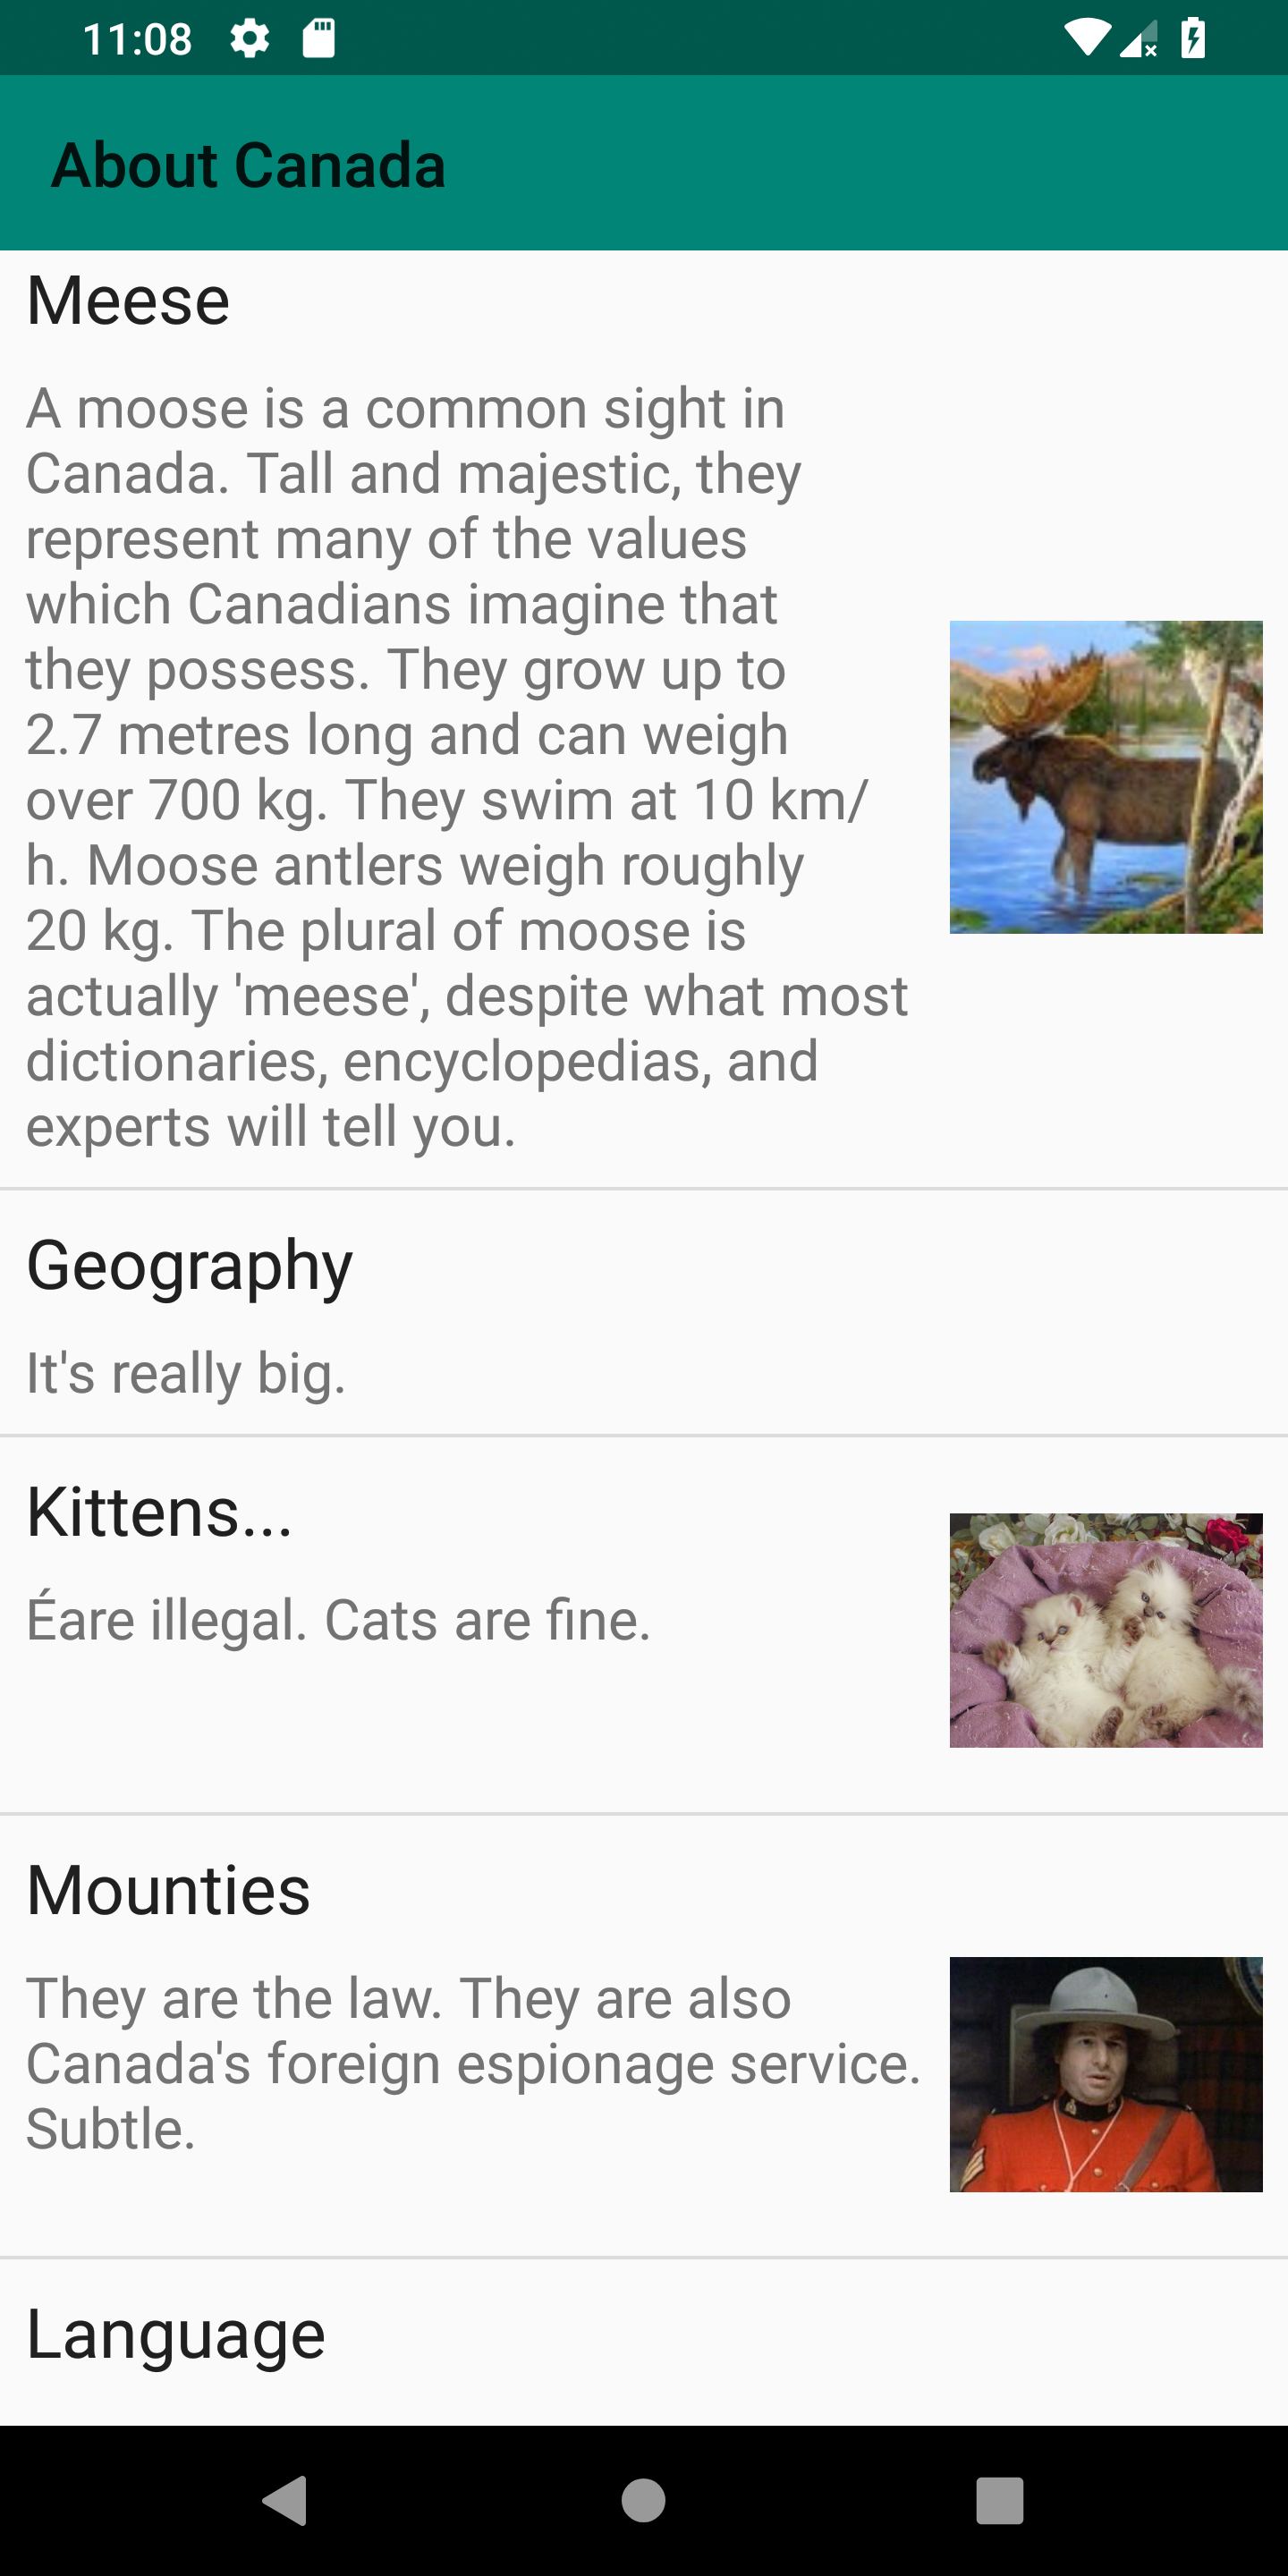 11:08
About Canada
Meese
A moose is a common sight in
Canada. Tall and majestic, they
represent many of the values
which Canadians imagine that
they possess. They grow up to
2.7 metres long and can weigh
over 700 kg. They swim at 10 km/
h. Moose antlers weigh roughly
20 kg. The plural of moose is
actually 'meese', despite what most
dictionaries, encyclopedias, and
experts will tell you.
Geography
It's really big.
Kittens...
Éare illegal. Cats are fine.
Mounties
They are the law. They are also
Canada's foreign espionage service.
Subtle.
Language